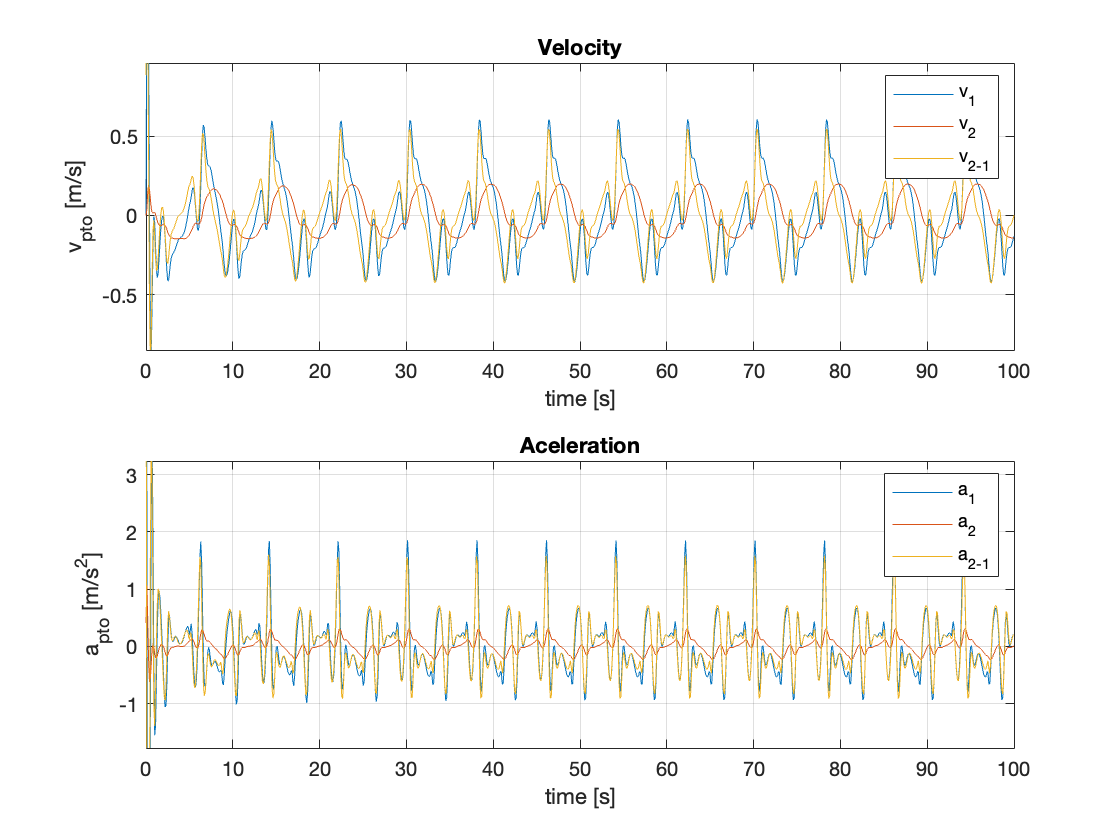 Velocity
v_pto [m/s]
0.5
0
-0.5
v_1
v_2
v_2-1
0 10 20 30 40 50 60 70 80 90 100
time [s]
Aceleration
a_pto [m/s^2]
3
2
1
0
-1
a_1
a_2
a_2-1
0 10 20 30 40 50 60 70 80 90 100
time [s]